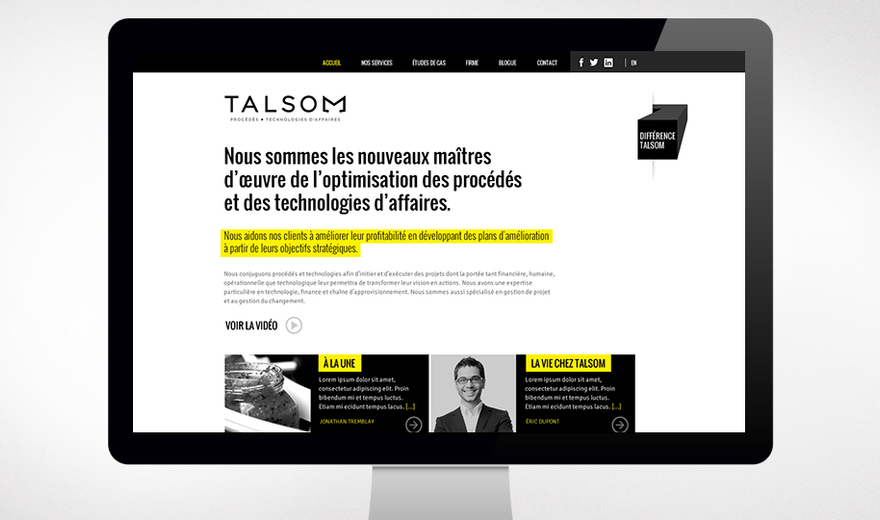 ACCUEIL NOS SERVICES ÉTUDES DE CAS FIRME BLOGUE CONTACT EN
TALSOM
PROCÉDÉS • TECHNOLOGIES D'AFFAIRES
DIFFÉRENCE
TALSOM
Nous sommes les nouveaux maîtres
d'œuvre de l'optimisation des procédés
et des technologies d'affaires.
Nous aidons nos clients à améliorer leur profitabilité en développant des plans d'amélioration
à partir de leurs objectifs stratégiques.
Nous conjuguons procédés et technologies afin d'initier et d'exécuter des projets dont la portée tant financière, humaine,
opérationnelle que technologique leur permettra de transformer leur vision en actions. Nous avons une expertise
particulière en technologie, finance et chaîne d'approvisionnement. Nous sommes aussi spécialisé en gestion de projet
et au gestion du changement.
VOIR LA VIDÉO
À LA UNE
Lorem ipsum dolor sit amet,
consectetur adipiscing elit. Proin
bibendum mi et tempus luctus.
Etiam mi ecidunt tempus lacus. [...]
JONATHAN TREMBLAY
LA VIE CHEZ TALSOM
Lorem ipsum dolor sit amet,
consectetur adipiscing elit. Proin
bibendum mi et tempus luctus.
Etiam mi ecidunt tempus lacus. [...]
ÉRIC DUPONT